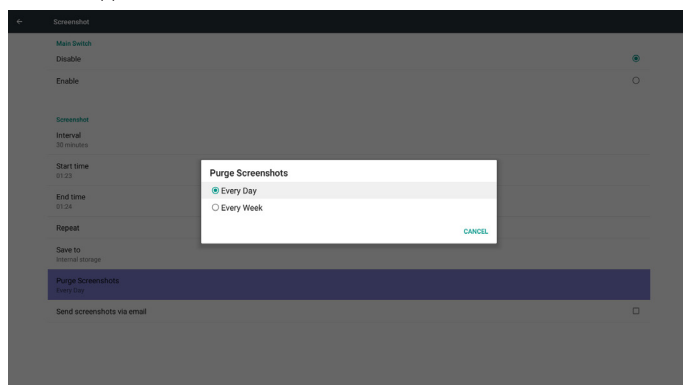 Screenshot
Main Switch
Disable
Enable
Screenshot
Interval
30 minutes
Start time
01:23
End time
01:24
Repeat
Save to
Internal storage
Purge Screenshots
Every Day
Send screenshots via email
Purge Screenshots
Every Day
Every Week
CANCEL